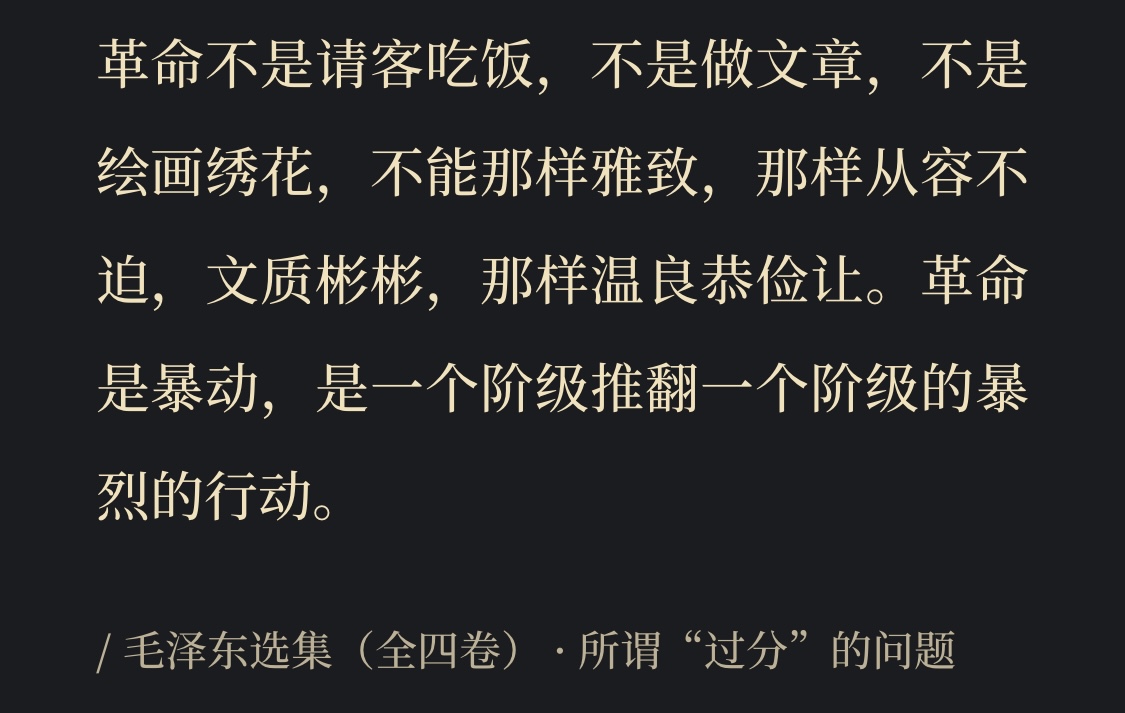 革命不是请客吃饭，不是做文章，不是
绘画绣花，不能那样雅致，那样从容不
迫，文质彬彬，那样温良恭俭让。革命
是暴动，是一个阶级推翻一个阶级的暴
烈的行动。
/ 毛泽东选集（全四卷）· 所谓“过分”的问题